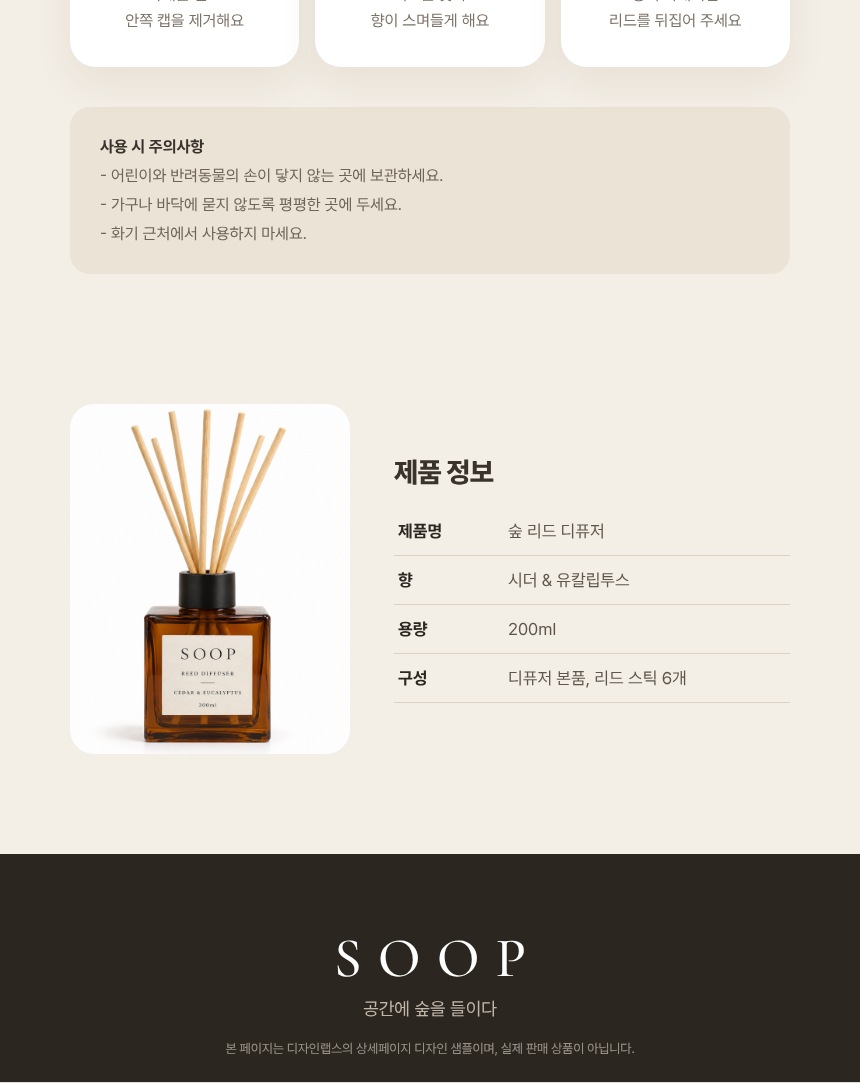 안쪽 캡을 제거해요
향이 스며들게 해요
리드를 뒤집어 주세요
사용 시 주의사항
- 어린이와 반려동물의 손이 닿지 않는 곳에 보관하세요.
- 가구나 바닥에 묻지 않도록 평평한 곳에 두세요.
- 화기 근처에서 사용하지 마세요.
SOOP
REED DIFFUSER
CEDAR & EUCALYPTUS
200ml
제품 정보
제품명 숲 리드 디퓨저
향 시더 & 유칼립투스
용량 200ml
구성 디퓨저 본품, 리드 스틱 6개
SOOP
공간에 숲을 들이다
본 페이지는 디자인랩스의 상세페이지 디자인 샘플이며, 실제 판매 상품이 아닙니다.